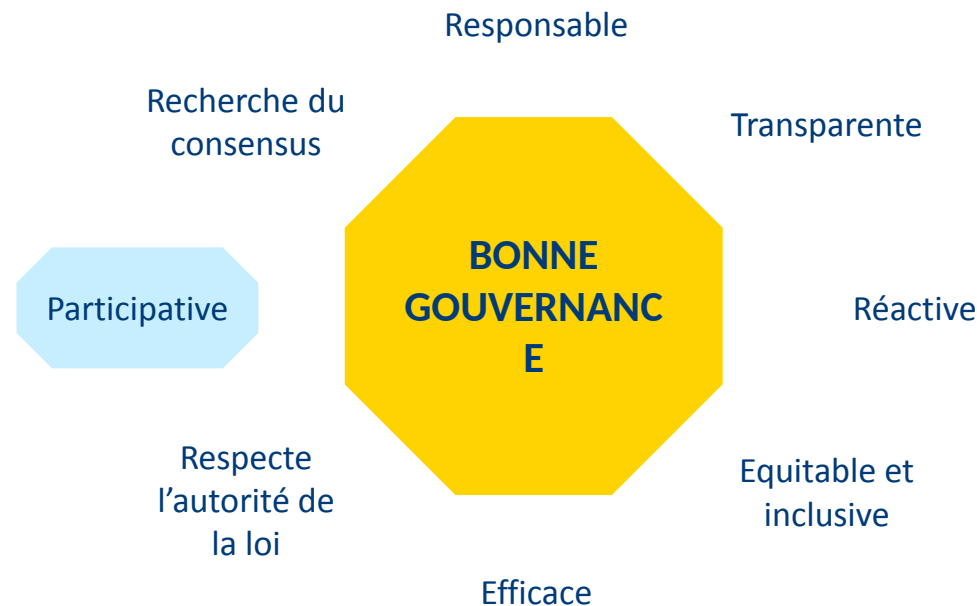 Responsable
Recherche du
consensus
Transparente
BONNE
GOUVERNANC
E
Participative
Réactive
Respecte
l’autorité de
la loi
Equitable et
inclusive
Efficace